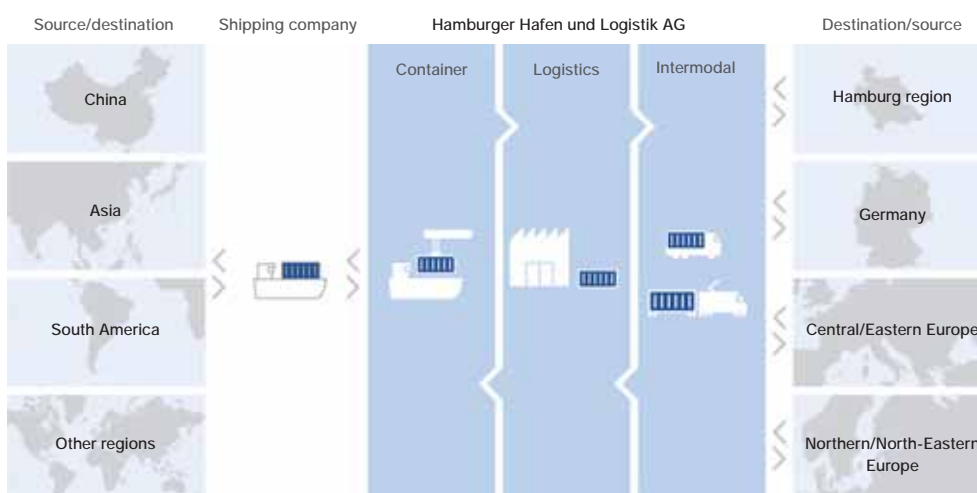 Source/destination
Shipping company
Hamburger Hafen und Logistik AG
Destination/source
Container
Logistics
Intermodal
China
Asia
South America
Other regions
Hamburg region
Germany
Central/Eastern Europe
Northern/North-Eastern
Europe